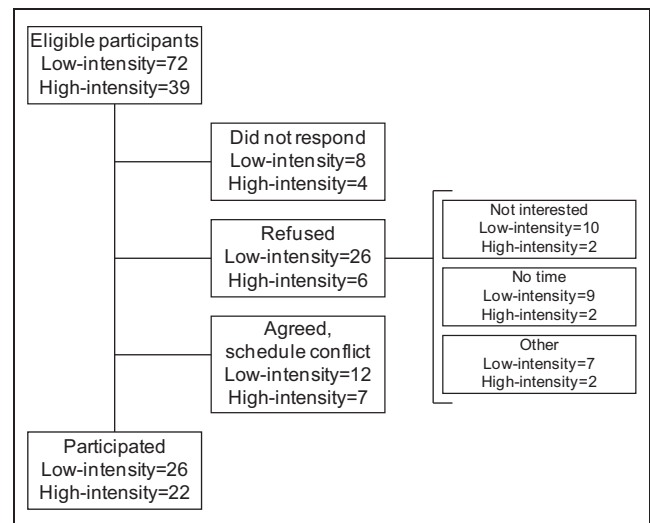 Eligible participants
Low-intensity=72
High-intensity=39
Did not respond
Low-intensity=8
High-intensity=4
Refused
Low-intensity=26
High-intensity=6
Not interested
Low-intensity=10
High-intensity=2
No time
Low-intensity=9
High-intensity=2
Other
Low-intensity=7
High-intensity=2
Agreed,
schedule conflict
Low-intensity=12
High-intensity=7
Participated
Low-intensity=26
High-intensity=22